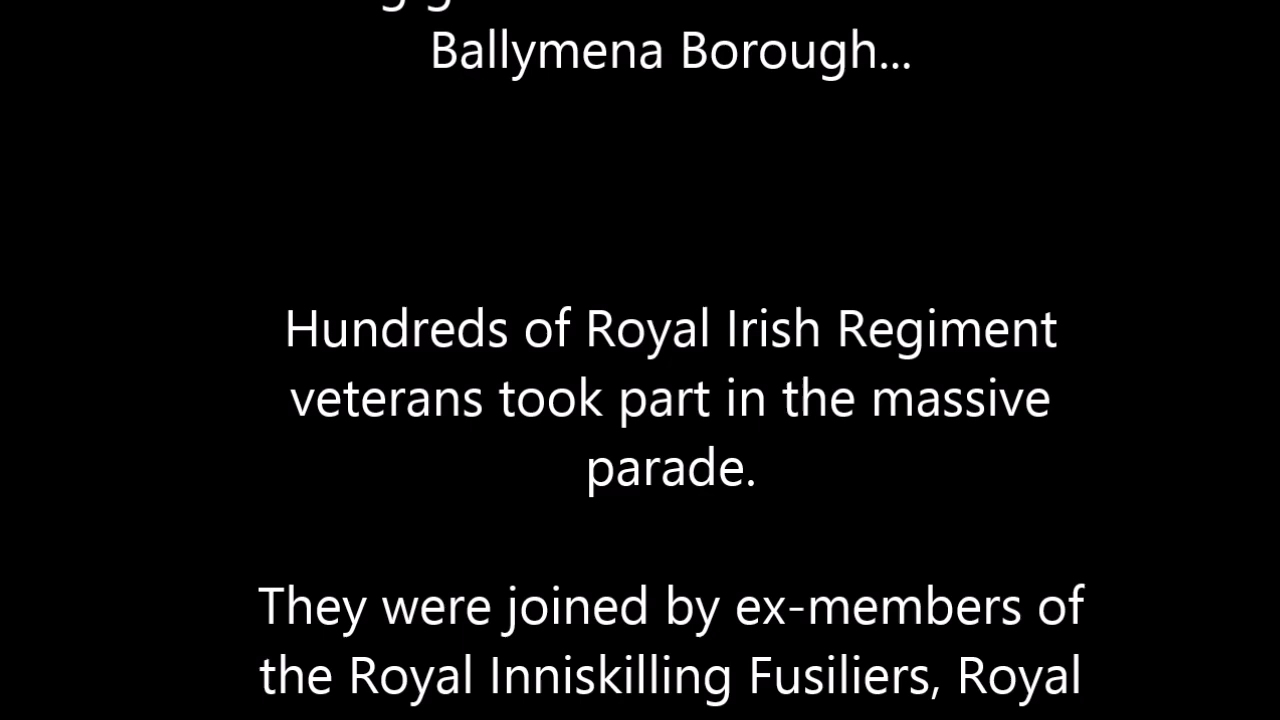 Ballymena Borough...
Hundreds of Royal Irish Regiment
veterans took part in the massive
parade.
They were joined by ex-members of
the Royal Inniskilling Fusiliers, Royal